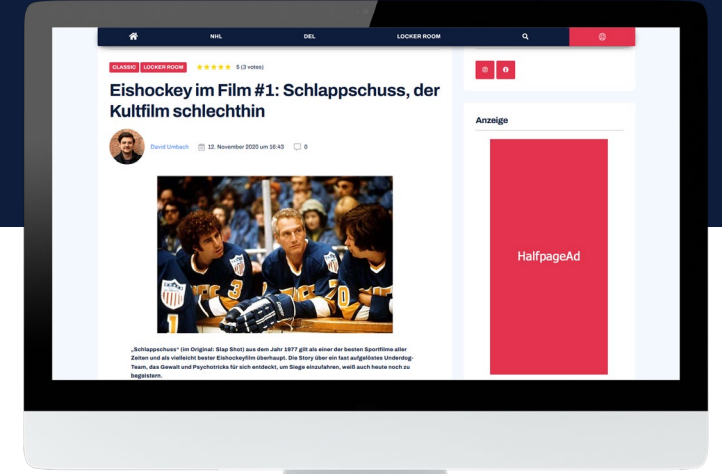 NHL
DEL
LOCKER ROOM
CLASSIC
LOCKER ROOM
5 (3 votes)
Eishockey im Film #1: Schlappschuss, der
Kultfilm schlechthin
David Umbach
12. November 2020 um 16:43
0
„Schlappschuss“ (im Original: Slap Shot) aus dem Jahr 1977 gilt als einer der besten Sportfilme aller
Zeiten und als vielleicht bester Eishockeyfilm überhaupt. Die Story über ein fast aufgelöstes Underdog-
Team, das Gewalt und Psychotricks für sich entdeckt, um Siege einzufahren, weiß auch heute noch zu
begeistern.
Anzeige
HalfpageAd